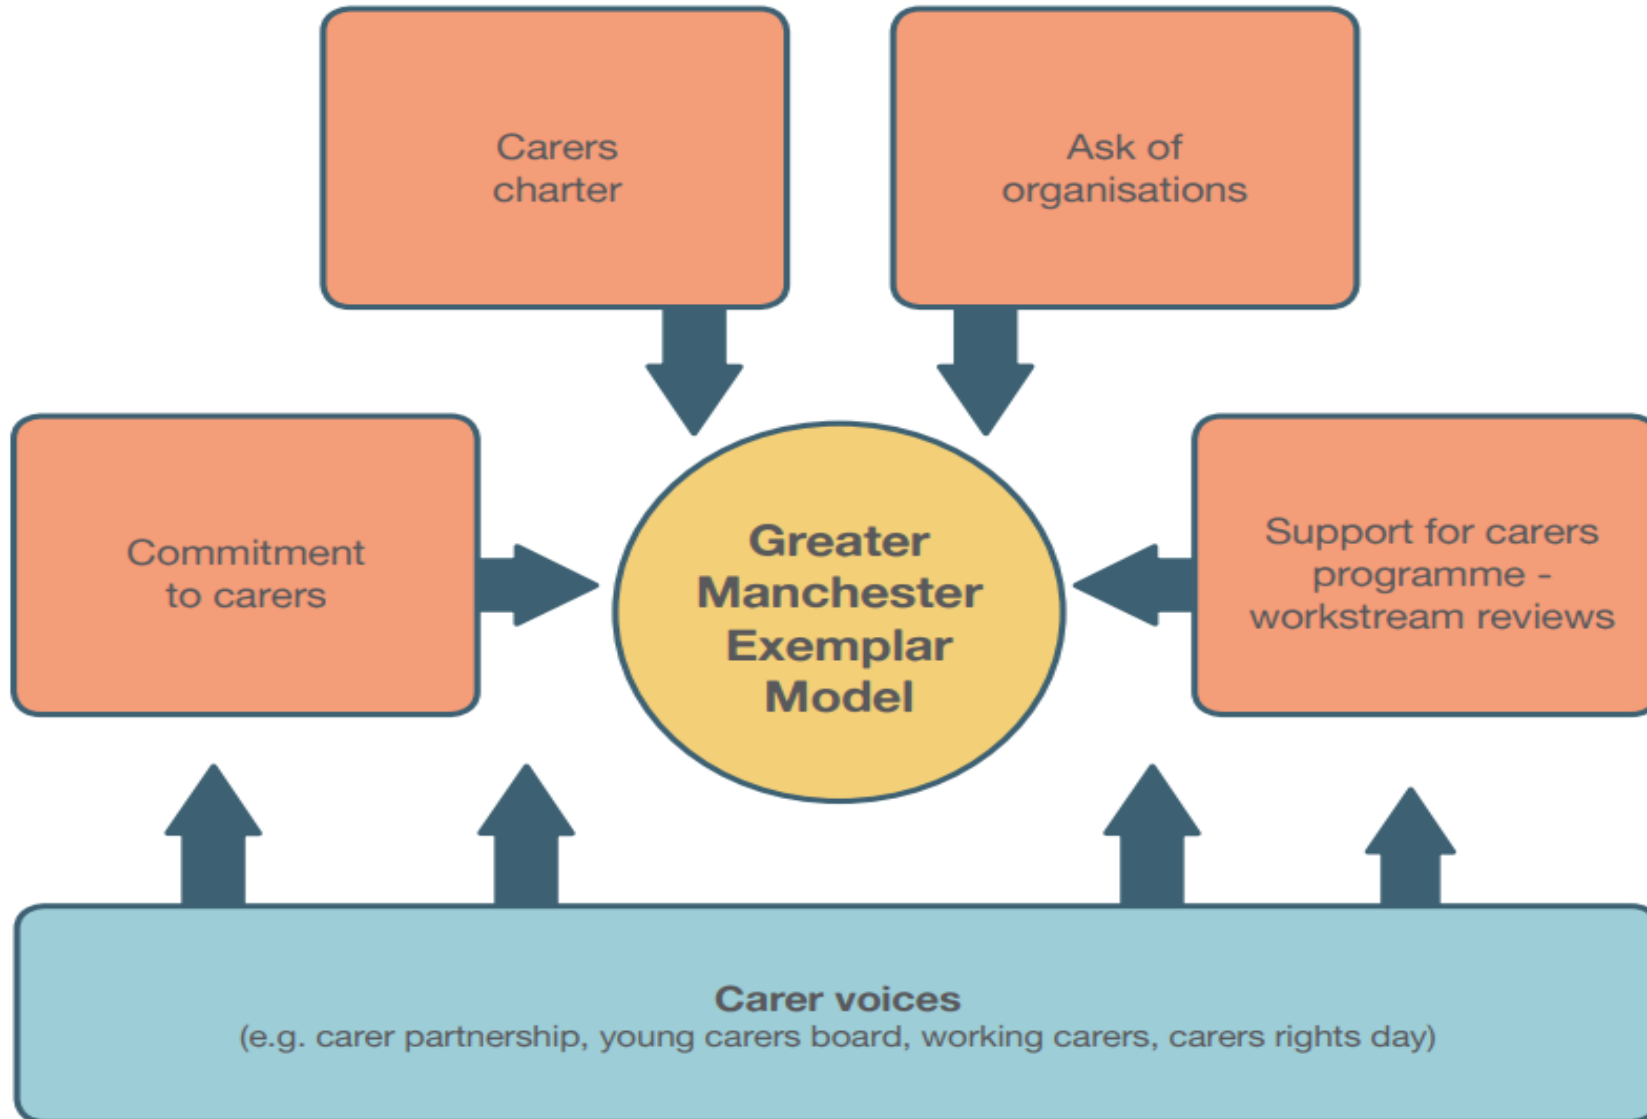 Carers
charter
Ask of
organisations
Commitment
to carers
Greater
Manchester
Exemplar
Model
Support for carers
programme -
workstream reviews
Carer voices
(e.g. carer partnership, young carers board, working carers, carers rights day)